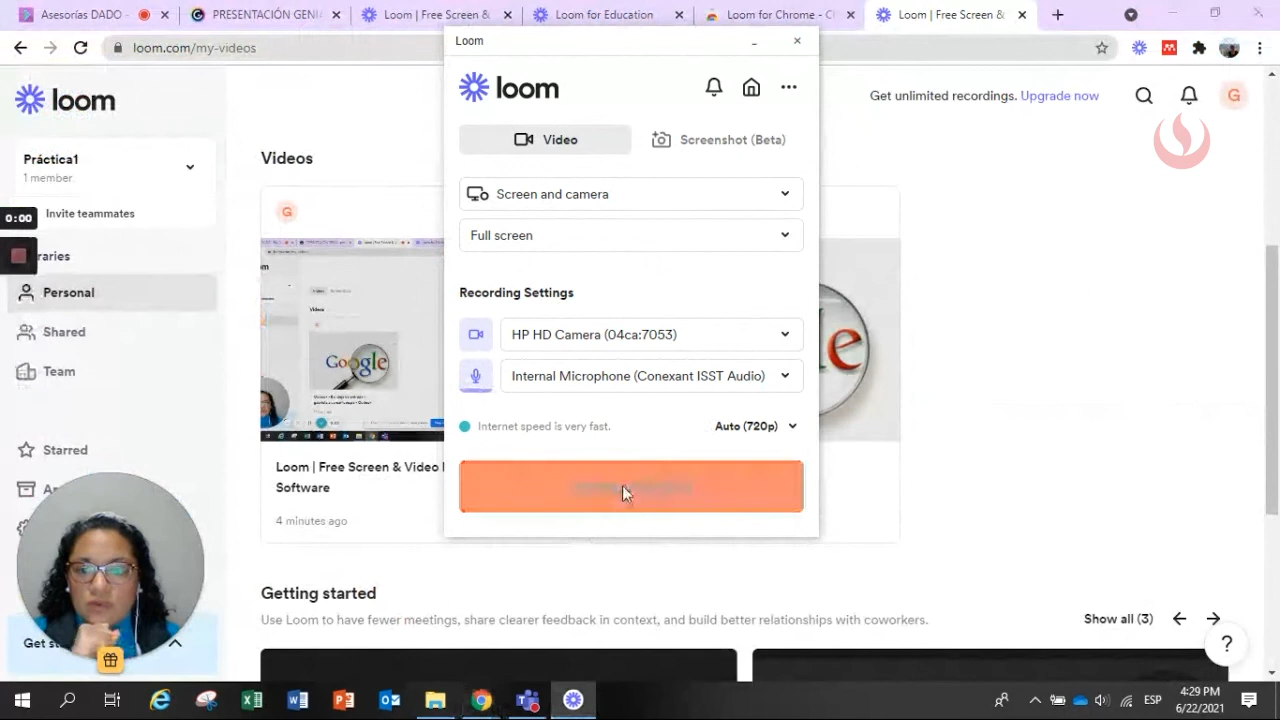 Asesorías DADO -
PRESENTACIÓN GENI
Loom | Free Screen &
Loom for Education
Loom for Chrome - C
Loom | Free Screen &
loom.com/my-videos
Loom
loom
loom
Get unlimited recordings. Upgrade now
G
Práctica1
1 member
Invite teammates
0:00
raries
Personal
Shared
Team
Starred
Videos
G
Video
Screenshot (Beta)
Screen and camera
Full screen
Recording Settings
HP HD Camera (04ca:7053)
Internal Microphone (Conexant ISST Audio)
Internet speed is very fast.
Auto (720p)
Google
Loom | Free Screen & Video
Software
4 minutes ago
Getting started
Use Loom to have fewer meetings, share clearer feedback in context, and build better relationships with coworkers.
Show all (3)
?
ESP
4:29 PM
6/22/2021